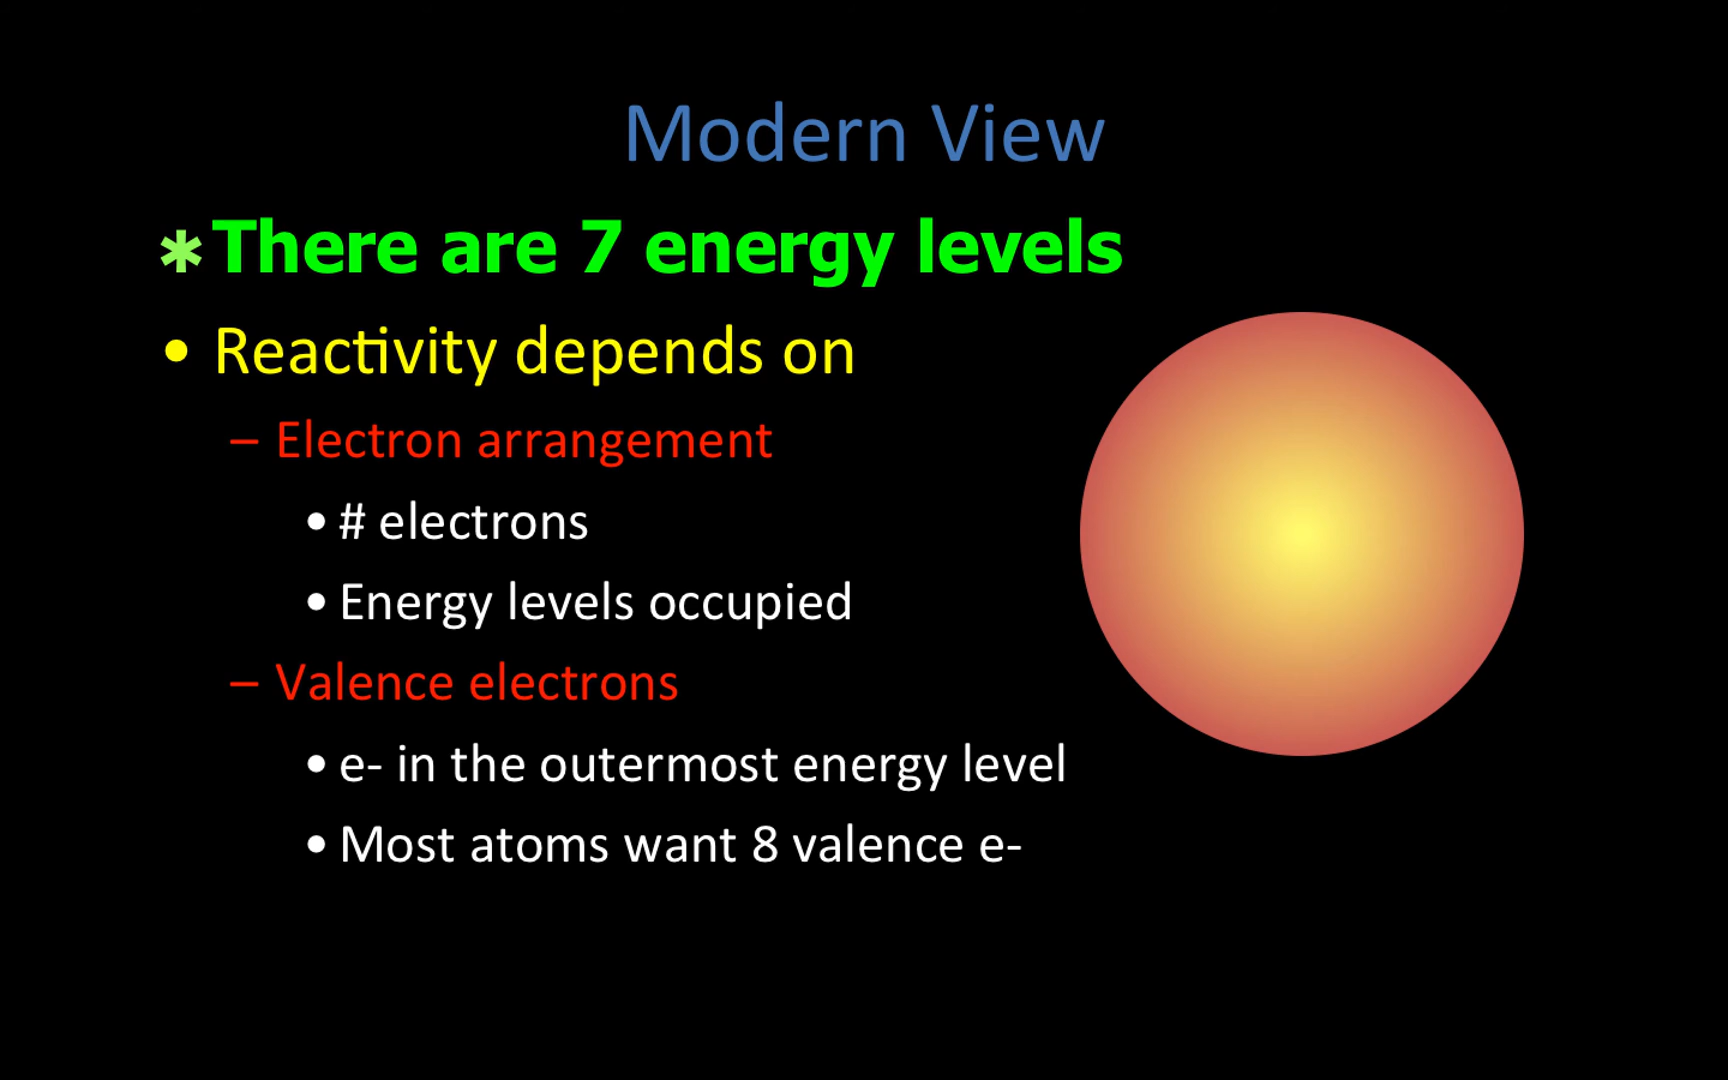 Modern View
* There are 7 energy levels
• Reactivity depends on
– Electron arrangement
• # electrons
• Energy levels occupied
– Valence electrons
• e- in the outermost energy level
• Most atoms want 8 valence e-